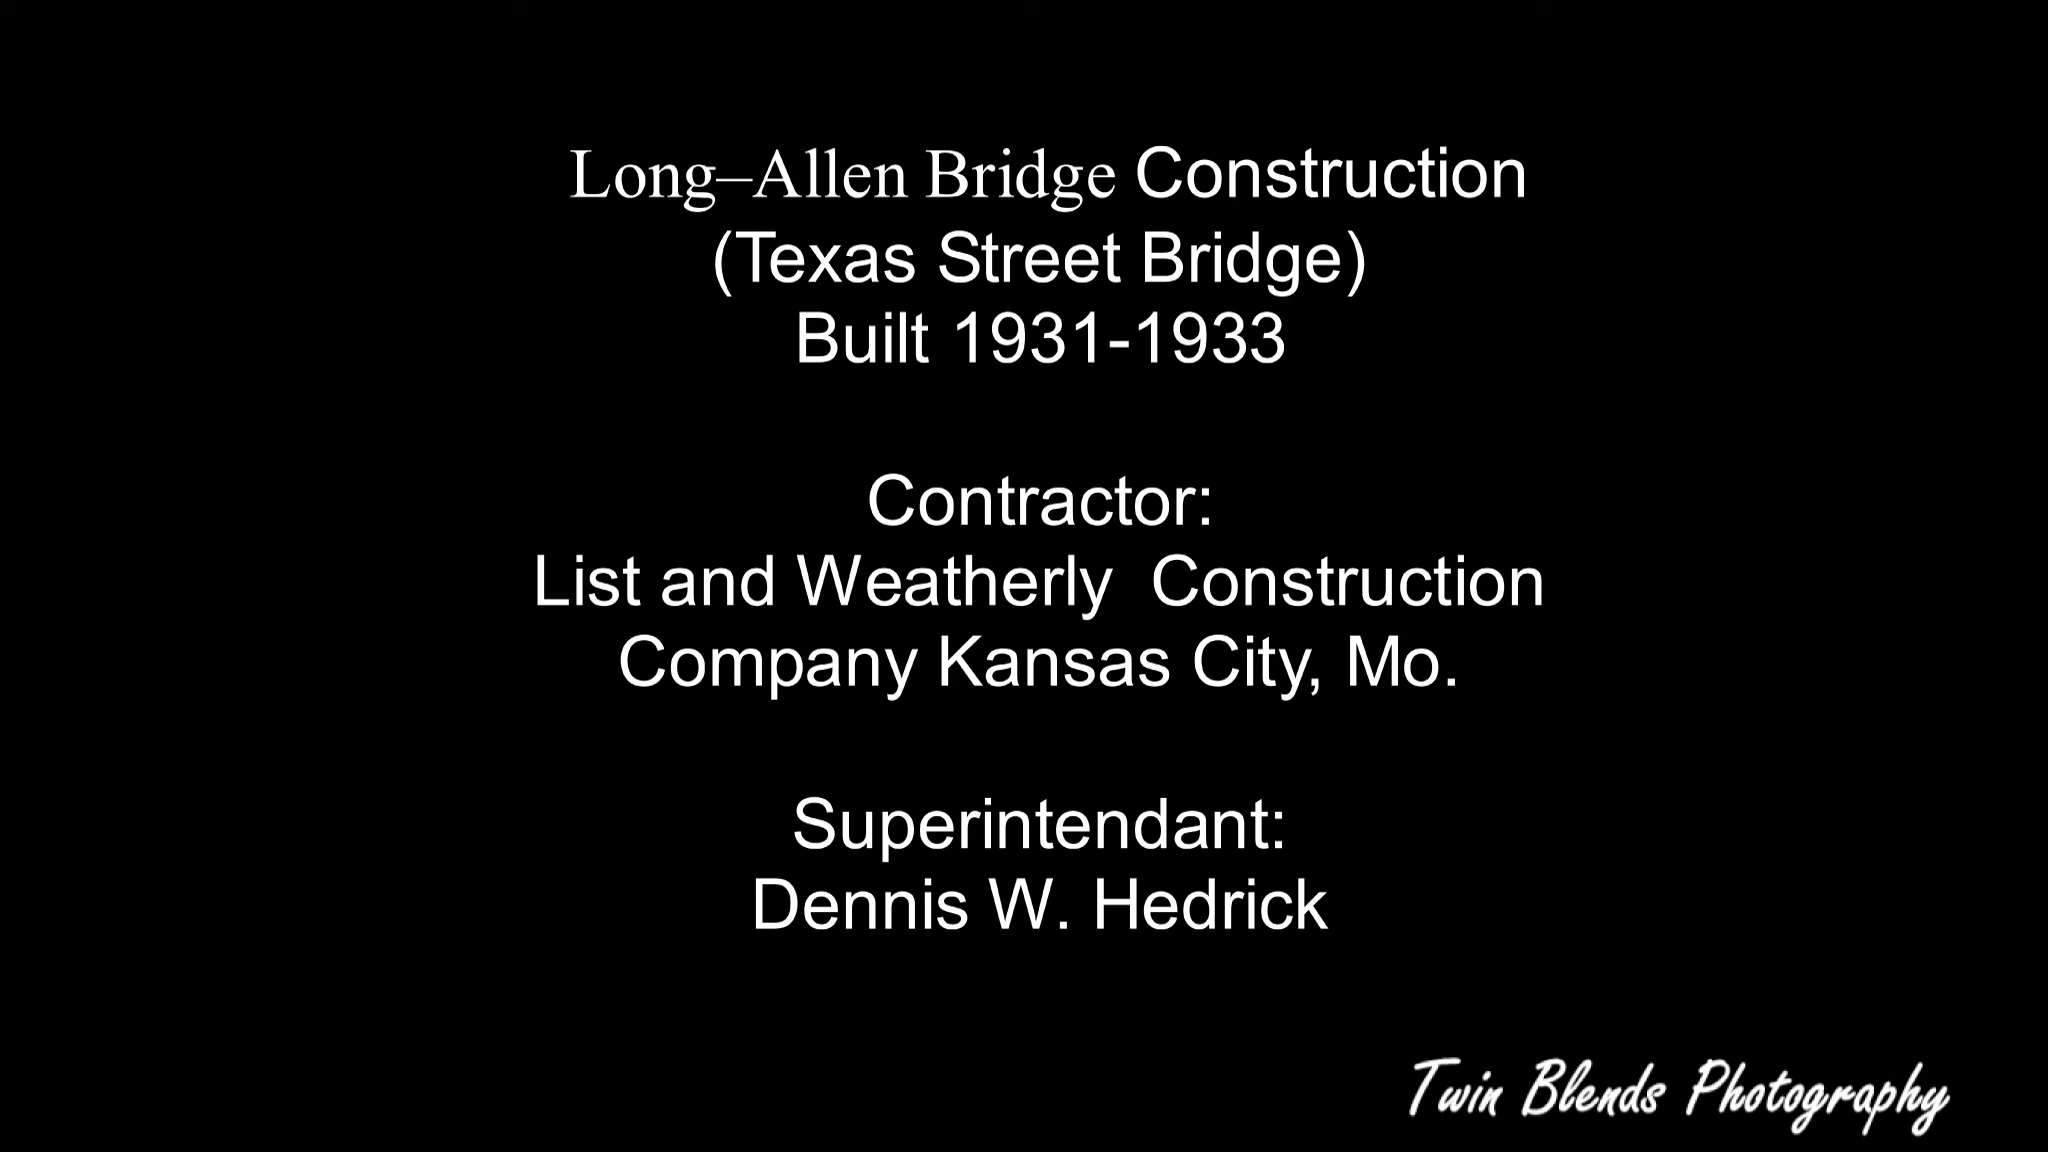 Long–Allen Bridge Construction
(Texas Street Bridge)
Built 1931-1933
Contractor:
List and Weatherly  Construction
Company Kansas City, Mo.
Superintendant:
Dennis W. Hedrick
Twin Blends Photography